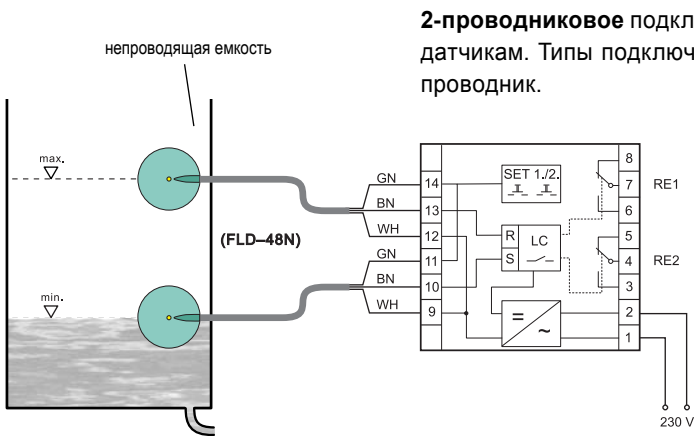 2-проводниковое подкл
датчикам. Типы подключ
проводник.
непроводящая емкость
max.
min.
(FLD–48N)
GN
BN
WH
GN
BN
WH
14
13
12
11
10
9
SET 1./2.
R
S
LC
=
~
8
7
6
5
4
3
2
1
RE1
RE2
230 V